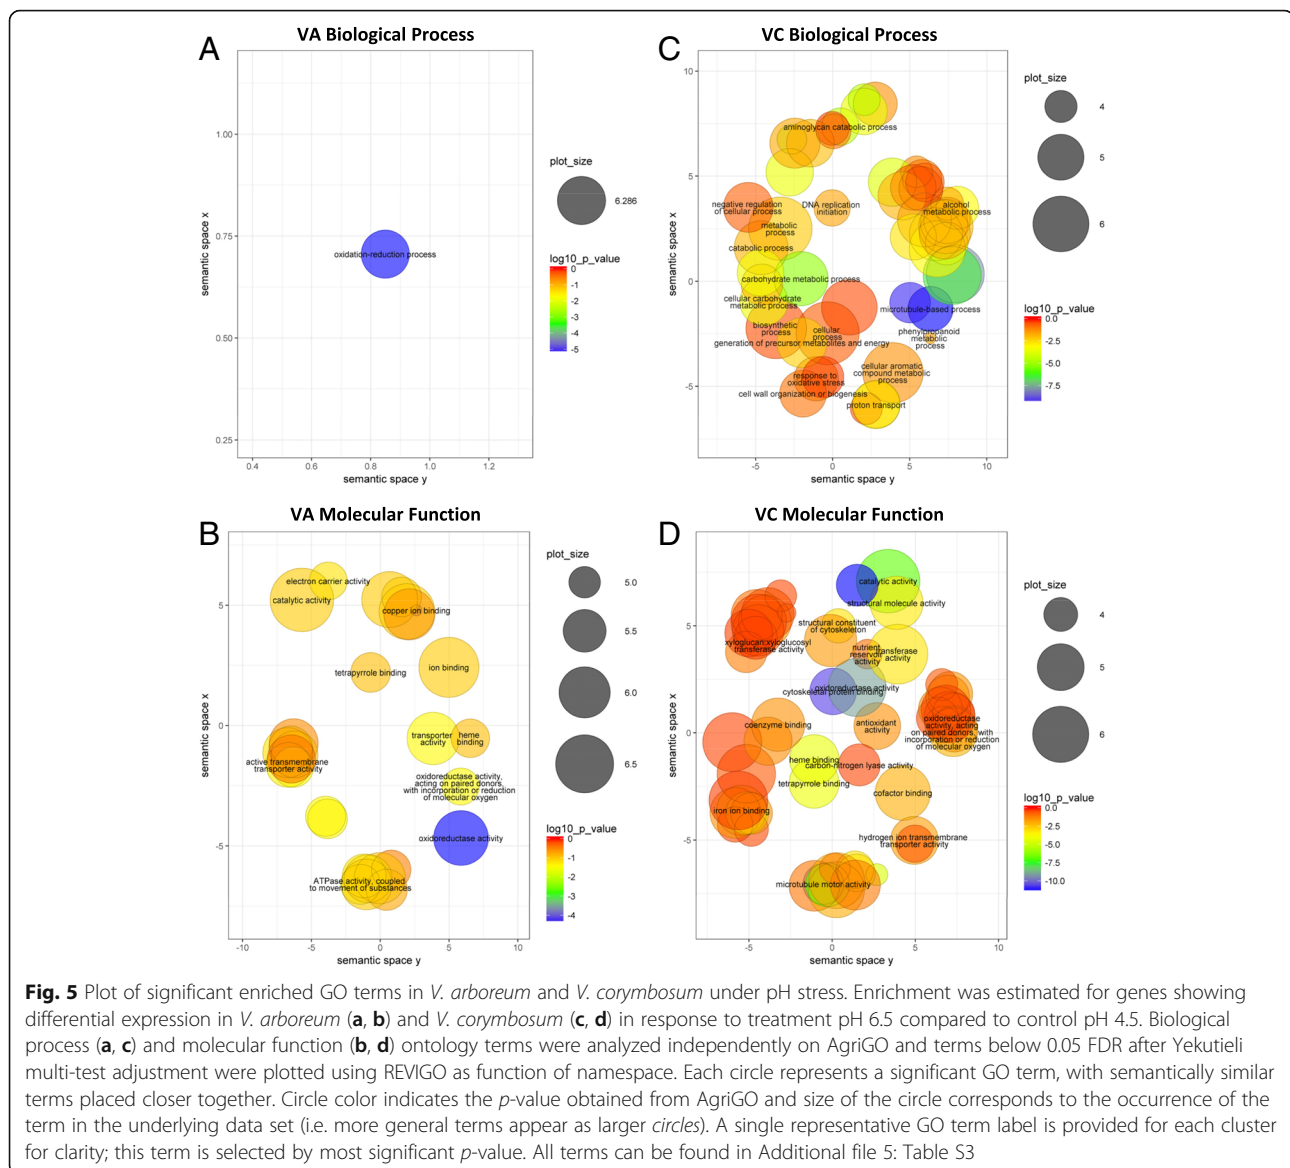 A
VA Biological Process
1.00
0.75
0.50
0.25
semantic space x
oxidation-reduction process
0.4 0.6 0.8 1.0 1.2
semantic space y
plot_size
6.286
log10_p_value
0
-1
-2
-3
-4
-5
C
VC Biological Process
10
5
0
-5
semantic space x
aminoglycan catabolic process
negative regulation
of cellular process
DNA replication
initiation
alcohol
metabolic process
metabolic
process
catabolic process
carbohydrate metabolic process
cellular carbohydrate
metabolic process
microtubule-based process
biosynthetic
process
cellular
process
phenylpropanoid
metabolic
process
generation of precursor metabolites and energy
response to
oxidative stress
cellular aromatic
compound metabolic
process
cell wall organization or biogenesis
proton transport
-5 0 5 10
semantic space y
plot_size
4
5
6
log10_p_value
0.0
-2.5
-5.0
-7.5
B
VA Molecular Function
5
0
-5
semantic space x
electron carrier activity
catalytic activity
copper ion binding
tetrapyrrole binding
ion binding
transporter
activity
heme
binding
active transmembrane
transporter activity
oxidoreductase activity,
acting on paired donors,
with incorporation or reduction
of molecular oxygen
oxidoreductase activity
ATPase activity, coupled
to movement of substances
-10 -5 0 5 10
semantic space y
plot_size
5.0
5.5
6.0
6.5
log10_p_value
0
-1
-2
-3
-4
D
VC Molecular Function
5
0
-5
semantic space x
catalytic activity
structural molecule activity
structural constituent
of cytoskeleton
xyloglucan:xyloglucosyl
transferase activity
nutrient
reservoir
activity
transferase
activity
oxidoreductase activity
cytoskeletal protein binding
coenzyme binding
antioxidant
activity
oxidoreductase
activity, acting
on paired donors, with
incorporation or reduction
of molecular oxygen
heme binding
carbon-nitrogen lyase activity
tetrapyrrole binding
cofactor binding
iron ion binding
hydrogen ion transmembrane
transporter activity
microtubule motor activity
-5 0 5 10
semantic space y
plot_size
4
5
6
log10_p_value
0.0
-2.5
-5.0
-7.5
-10.0
Fig. 5 Plot of significant enriched GO terms in V. arboreum and V. corymbosum under pH stress. Enrichment was estimated for genes showing
differential expression in V. arboreum (a, b) and V. corymbosum (c, d) in response to treatment pH 6.5 compared to control pH 4.5. Biological
process (a, c) and molecular function (b, d) ontology terms were analyzed independently on AgriGO and terms below 0.05 FDR after Yekutieli
multi-test adjustment were plotted using REVIGO as function of namespace. Each circle represents a significant GO term, with semantically similar
terms placed closer together. Circle color indicates the p-value obtained from AgriGO and size of the circle corresponds to the occurrence of the
term in the underlying data set (i.e. more general terms appear as larger circles). A single representative GO term label is provided for each cluster
for clarity; this term is selected by most significant p-value. All terms can be found in Additional file 5: Table S3